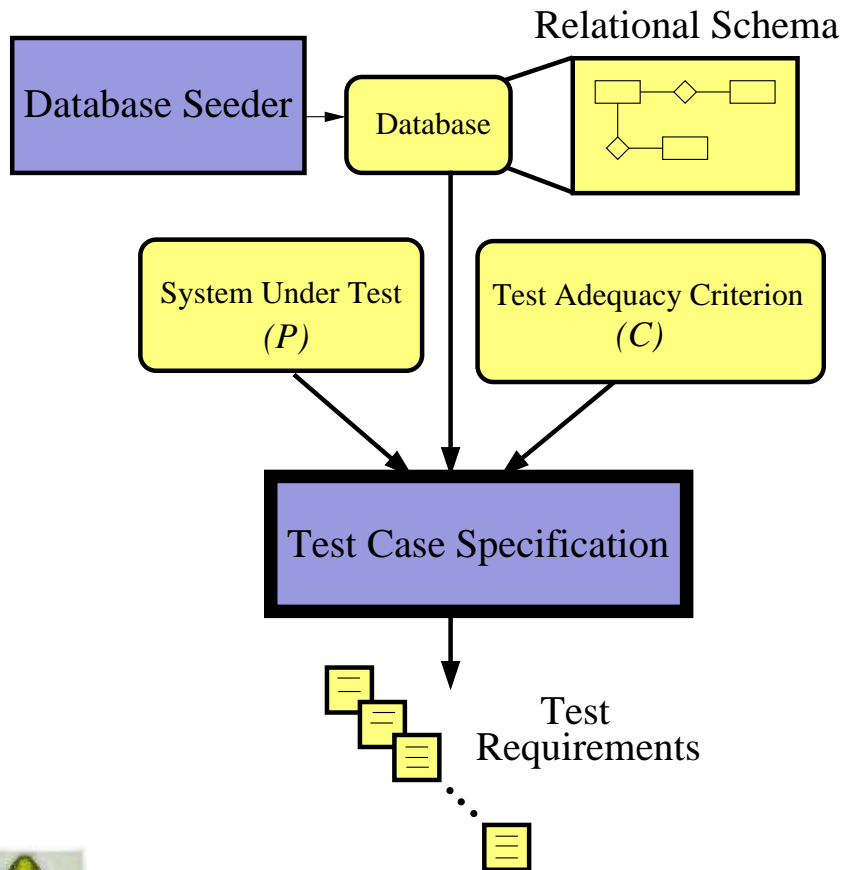 Relational Schema
Database Seeder
Database
System Under Test
(P)
Test Adequacy Criterion
(C)
Test Case Specification
Test
Requirements